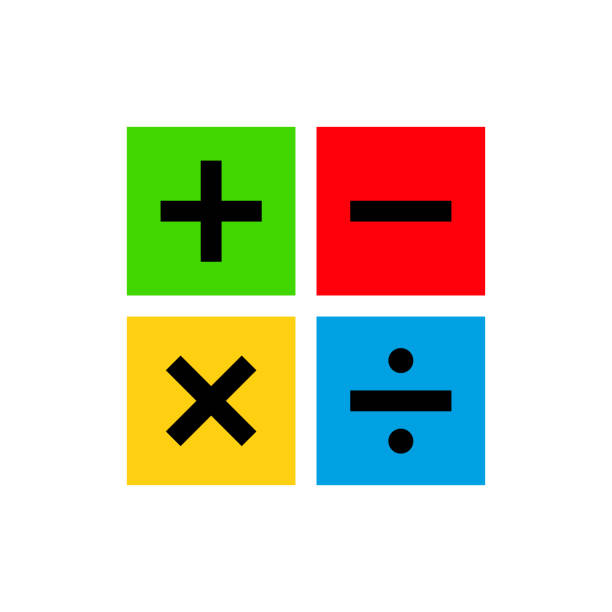 + −
× ÷